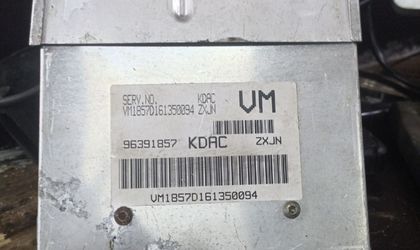 SERV.NO. KDAC VM
VM1857D161350094 ZXJN
96391857 KDAC ZXJN
VM1857D161350094